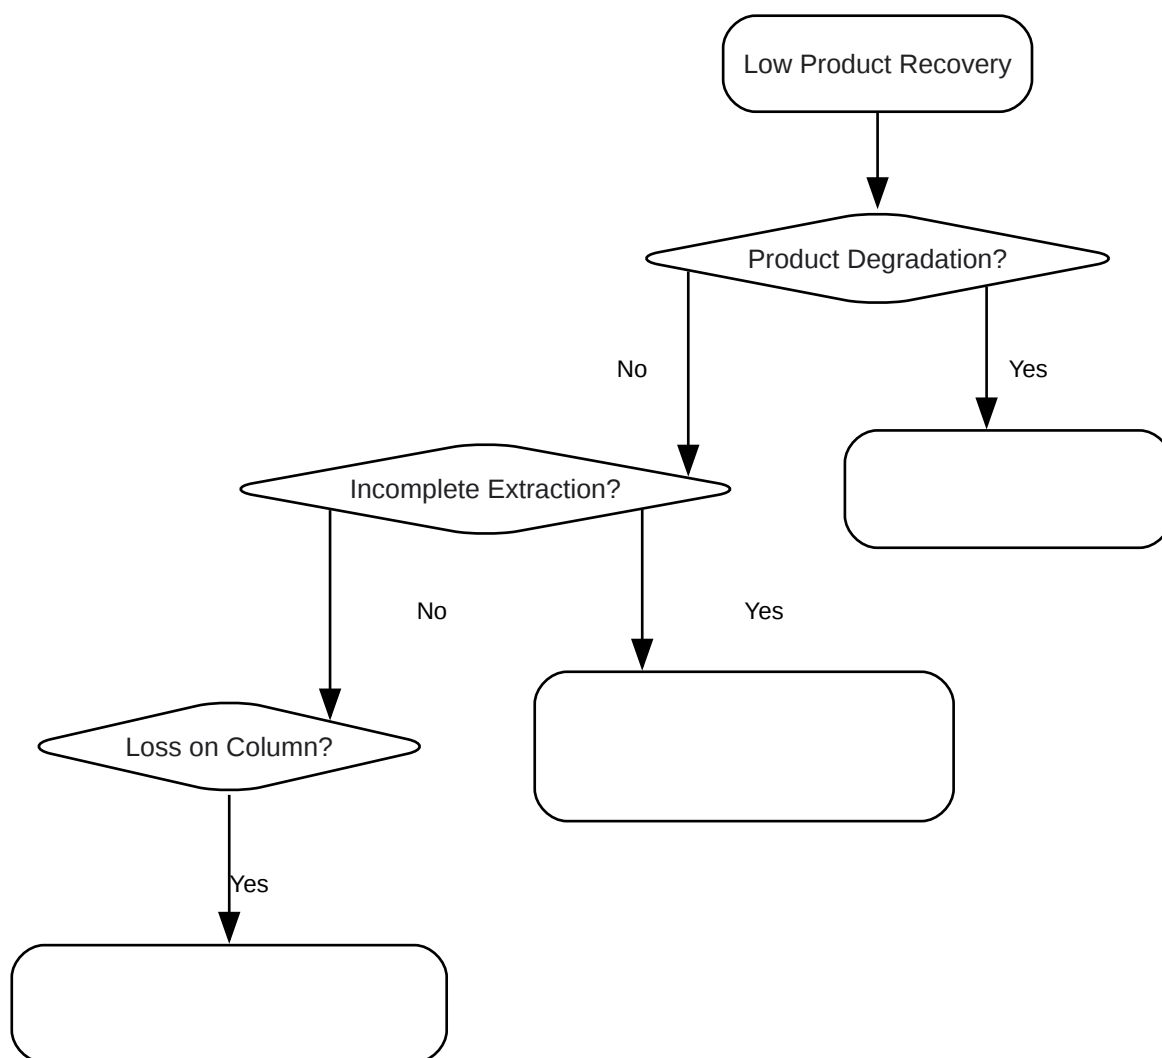 Low Product Recovery
Product Degradation?
No
Yes
Incomplete Extraction?
No
Yes
Loss on Column?
Yes